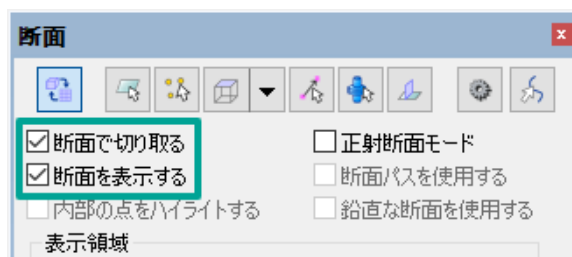 断面
断面で切り取る
正射断面モード
断面を表示する
断面パスを使用する
内部の点をハイライトする
鉛直な断面を使用する
表示領域